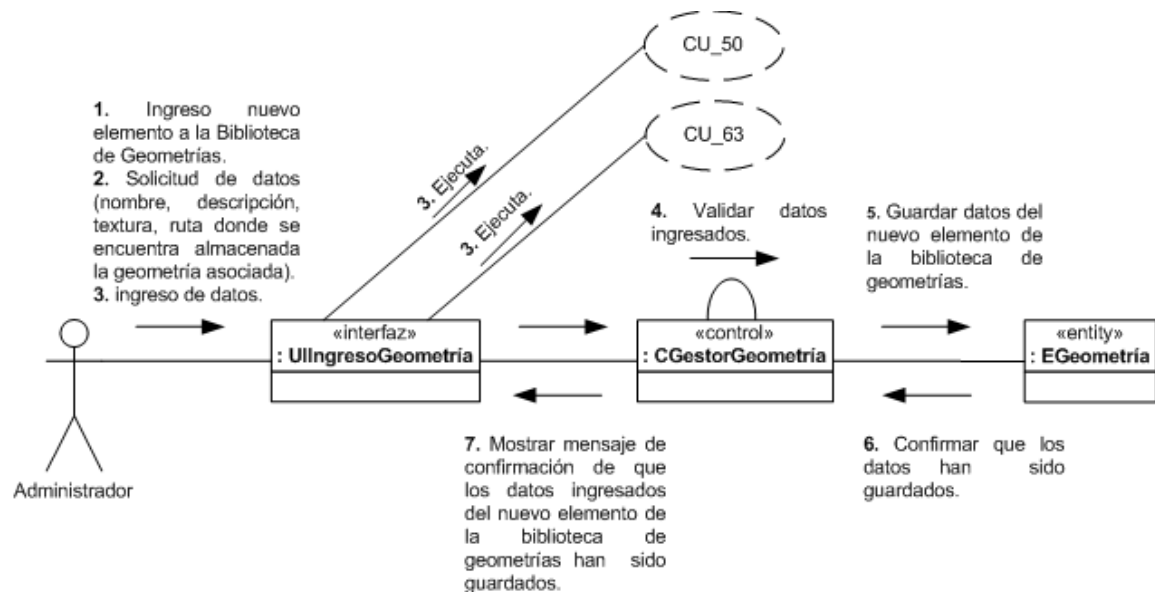 CU_50
CU_63
1. Ingreso nuevo
elemento a la Biblioteca
de Geometrías.
2. Solicitud de datos
(nombre, descripción,
textura, ruta donde se
encuentra almacenada
la geometría asociada).
3. ingreso de datos.
3. Ejecuta.
3. Ejecuta.
4. Validar datos
ingresados.
5. Guardar datos del
nuevo elemento de
la biblioteca de
geometrías.
«interfaz»
: UIIngresoGeometría
«control»
: CGestorGeometría
«entity»
: EGeometría
Administrador
7. Mostrar mensaje de
confirmación de que
los datos ingresados
del nuevo elemento de
la biblioteca de
geometrías han sido
guardados.
6. Confirmar que los
datos han sido
guardados.